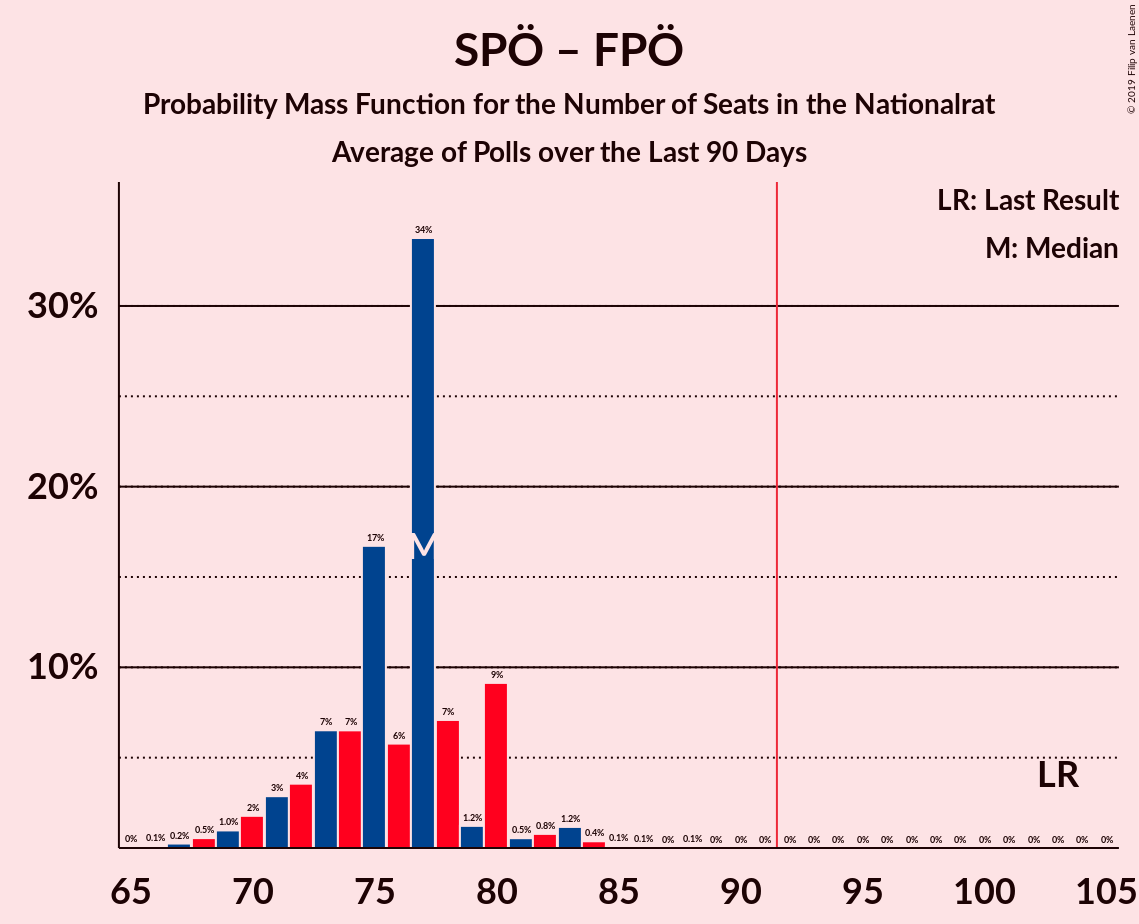 SPÖ – FPÖ
Probability Mass Function for the Number of Seats in the Nationalrat
Average of Polls over the Last 90 Days
© 2019 Filip van Laenen
LR: Last Result
M: Median
34%
30%
17%
M
20%
10%
9%
7% 7% 6% 7%
LR
0% 0.1% 0.2% 0.5% 1.0% 2% 3% 4% 1.2% 0.5% 0.8% 1.2% 0.4% 0.1% 0.1% 0% 0.1% 0% 0% 0% 0% 0% 0% 0% 0% 0% 0% 0% 0% 0% 0% 0% 0% 0%
65 70 75 80 85 90 95 100 105